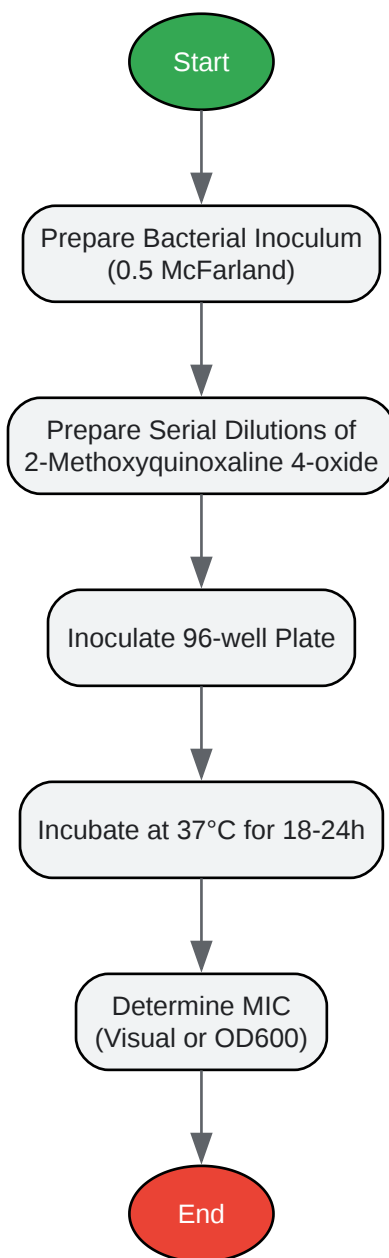 Start
Prepare Bacterial Inoculum
(0.5 McFarland)
Prepare Serial Dilutions of
2-Methoxyquinoxaline 4-oxide
Inoculate 96-well Plate
Incubate at 37°C for 18-24h
Determine MIC
(Visual or OD600)
End